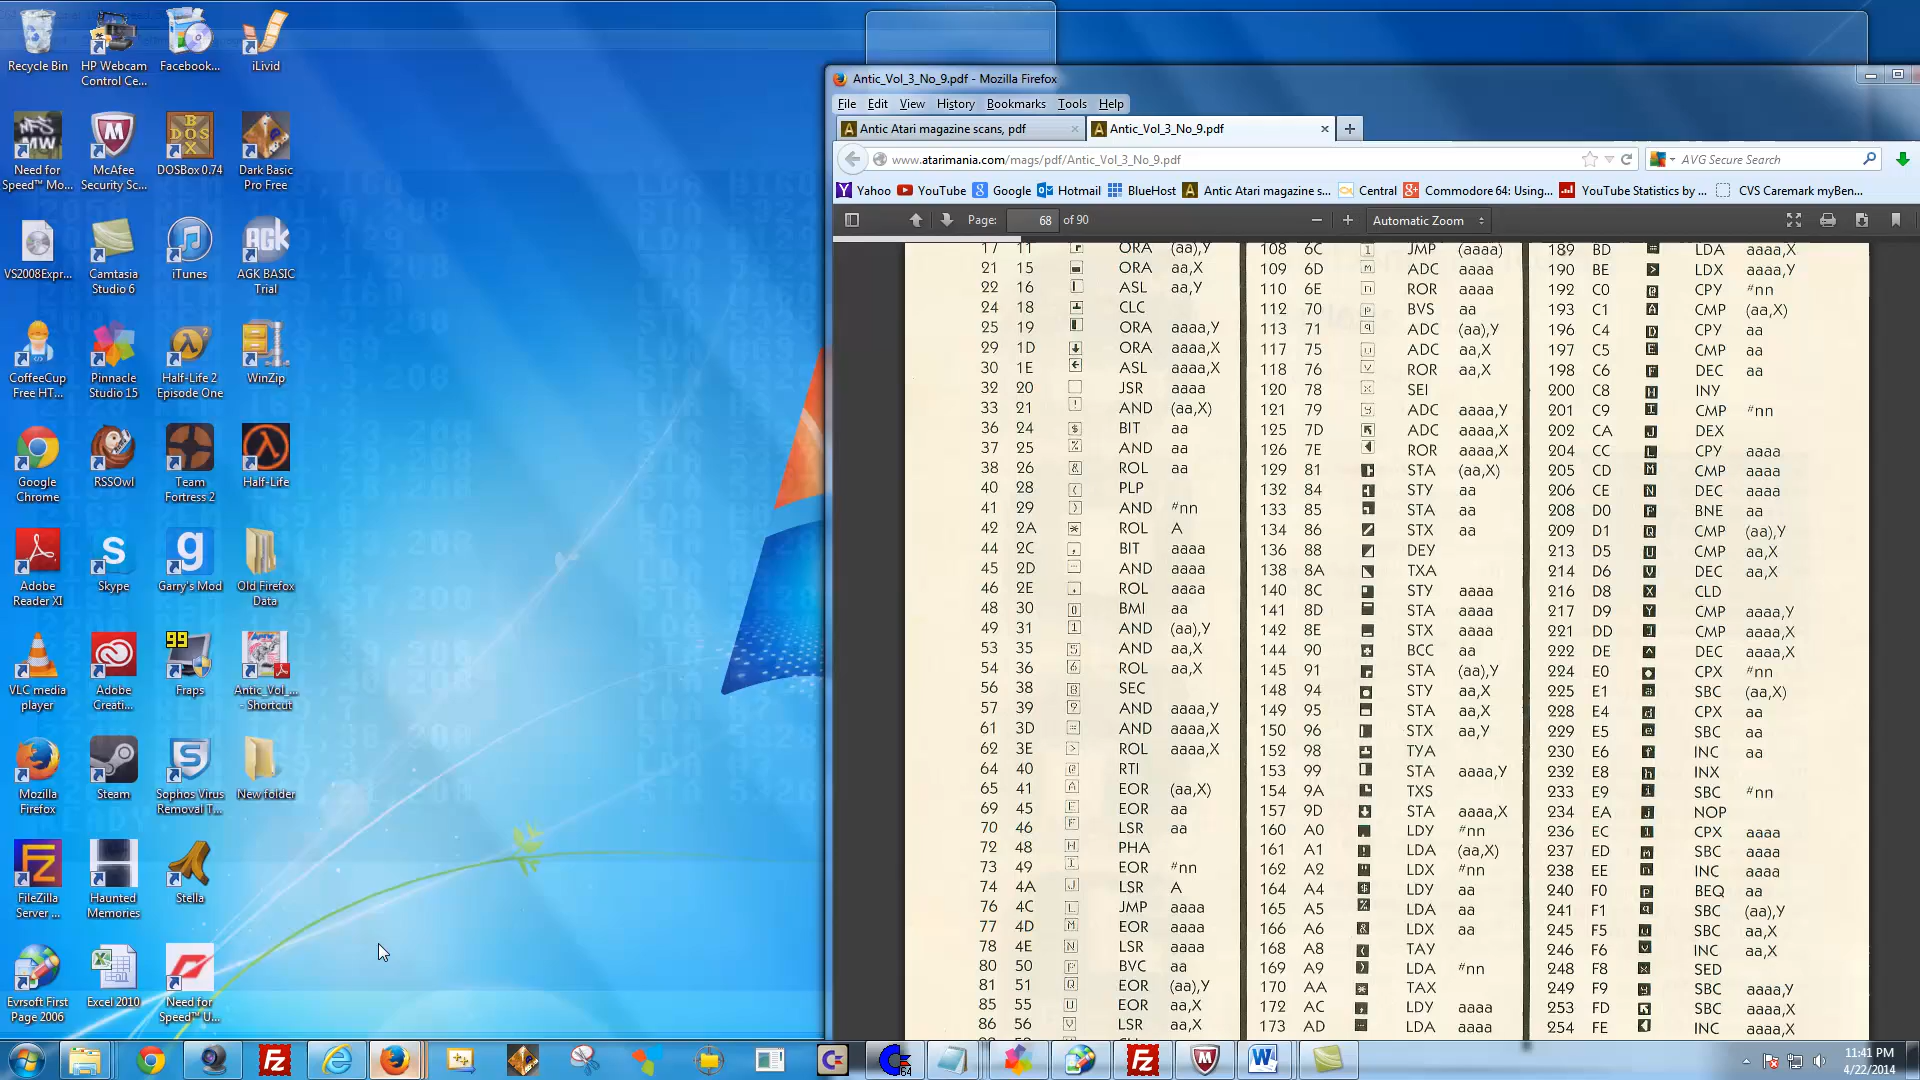 Recycle Bin
HP Webcam
Control Ce...
Facebook...
iLivid
Need for
Speed™ Mo...
McAfee
Security Sc...
DOSBox 0.74
Dark Basic
Pro Free
VS2008Expr...
Camtasia
Studio 6
iTunes
AGK BASIC
Trial
CoffeeCup
Free HT...
Pinnacle
Studio 15
Half-Life 2
Episode One
WinZip
Google
Chrome
RSSOwl
Team
Fortress 2
Half-Life
Adobe
Reader XI
Skype
Garry's Mod
Old Firefox
Data
VLC media
player
Adobe
Creati...
99
Fraps
Antic_Vol_...
- Shortcut
Mozilla
Firefox
Steam
Sophos Virus
Removal T...
New folder
FileZilla
Server ...
Haunted
Memories
Stella
Evrsoft First
Page 2006
Excel 2010
Need for
Speed™ U...
Antic_Vol_3_No_9.pdf - Mozilla Firefox
File Edit View History Bookmarks Tools Help
Antic Atari magazine scans, pdf
Antic_Vol_3_No_9.pdf
www.atarimania.com/mags/pdf/Antic_Vol_3_No_9.pdf
AVG Secure Search
Yahoo YouTube Google Hotmail BlueHost Antic Atari magazine s... Central Commodore 64: Using... YouTube Statistics by ... CVS Caremark myBen...
Page: 68 of 90
Automatic Zoom
17 11 ORA (aa),Y
21 15 ORA aa,X
22 16 ASL aa,Y
24 18 CLC
25 19 ORA aaaa,Y
29 1D ORA aaaa,X
30 1E ASL aaaa,X
32 20 JSR aaaa
33 21 ! AND (aa,X)
36 24 $ BIT aa
37 25 % AND aa
38 26 & ROL aa
40 28 ( PLP
41 29 ) AND #nn
42 2A * ROL A
44 2C , BIT aaaa
45 2D AND aaaa
46 2E . ROL aaaa
48 30 0 BMI aa
49 31 1 AND (aa),Y
53 35 5 AND aa,X
54 36 6 ROL aa,X
56 38 8 SEC
57 39 9 AND aaaa,Y
61 3D = AND aaaa,X
62 3E > ROL aaaa,X
64 40 @ RTI
65 41 A EOR (aa,X)
69 45 E EOR aa
70 46 F LSR aa
72 48 H PHA
73 49 I EOR #nn
74 4A J LSR A
76 4C L JMP aaaa
77 4D M EOR aaaa
78 4E N LSR aaaa
80 50 P BVC aa
81 51 Q EOR (aa),Y
85 55 U EOR aa,X
86 56 V LSR aa,X
108 6C l JMP (aaaa)
109 6D m ADC aaaa
110 6E n ROR aaaa
112 70 p BVS aa
113 71 q ADC (aa),Y
117 75 u ADC aa,X
118 76 v ROR aa,X
120 78 x SEI
121 79 y ADC aaaa,Y
125 7D ADC aaaa,X
126 7E ROR aaaa,X
129 81 STA (aa,X)
132 84 STY aa
133 85 STA aa
134 86 STX aa
136 88 DEY
138 8A TXA
140 8C STY aaaa
141 8D STA aaaa
142 8E STX aaaa
144 90 BCC aa
145 91 STA (aa),Y
148 94 STY aa,X
149 95 STA aa,X
150 96 STX aa,Y
152 98 TYA
153 99 STA aaaa,Y
154 9A TXS
157 9D STA aaaa,X
160 A0 LDY #nn
161 A1 ! LDA (aa,X)
162 A2 " LDX #nn
164 A4 $ LDY aa
165 A5 % LDA aa
166 A6 & LDX aa
168 A8 ( TAY
169 A9 ) LDA #nn
170 AA * TAX
172 AC , LDY aaaa
173 AD LDA aaaa
189 BD = LDA aaaa,X
190 BE > LDX aaaa,Y
192 C0 @ CPY #nn
193 C1 A CMP (aa,X)
196 C4 D CPY aa
197 C5 E CMP aa
198 C6 F DEC aa
200 C8 H INY
201 C9 I CMP #nn
202 CA J DEX
204 CC L CPY aaaa
205 CD M CMP aaaa
206 CE N DEC aaaa
208 D0 P BNE aa
209 D1 Q CMP (aa),Y
213 D5 U CMP aa,X
214 D6 V DEC aa,X
216 D8 X CLD
217 D9 Y CMP aaaa,Y
221 DD ] CMP aaaa,X
222 DE ^ DEC aaaa,X
224 E0 CPX #nn
225 E1 a SBC (aa,X)
228 E4 d CPX aa
229 E5 e SBC aa
230 E6 f INC aa
232 E8 h INX
233 E9 i SBC #nn
234 EA j NOP
236 EC l CPX aaaa
237 ED m SBC aaaa
238 EE n INC aaaa
240 F0 p BEQ aa
241 F1 q SBC (aa),Y
245 F5 u SBC aa,X
246 F6 v INC aa,X
248 F8 x SED
249 F9 y SBC aaaa,Y
253 FD SBC aaaa,X
254 FE INC aaaa,X
11:41 PM
4/22/2014